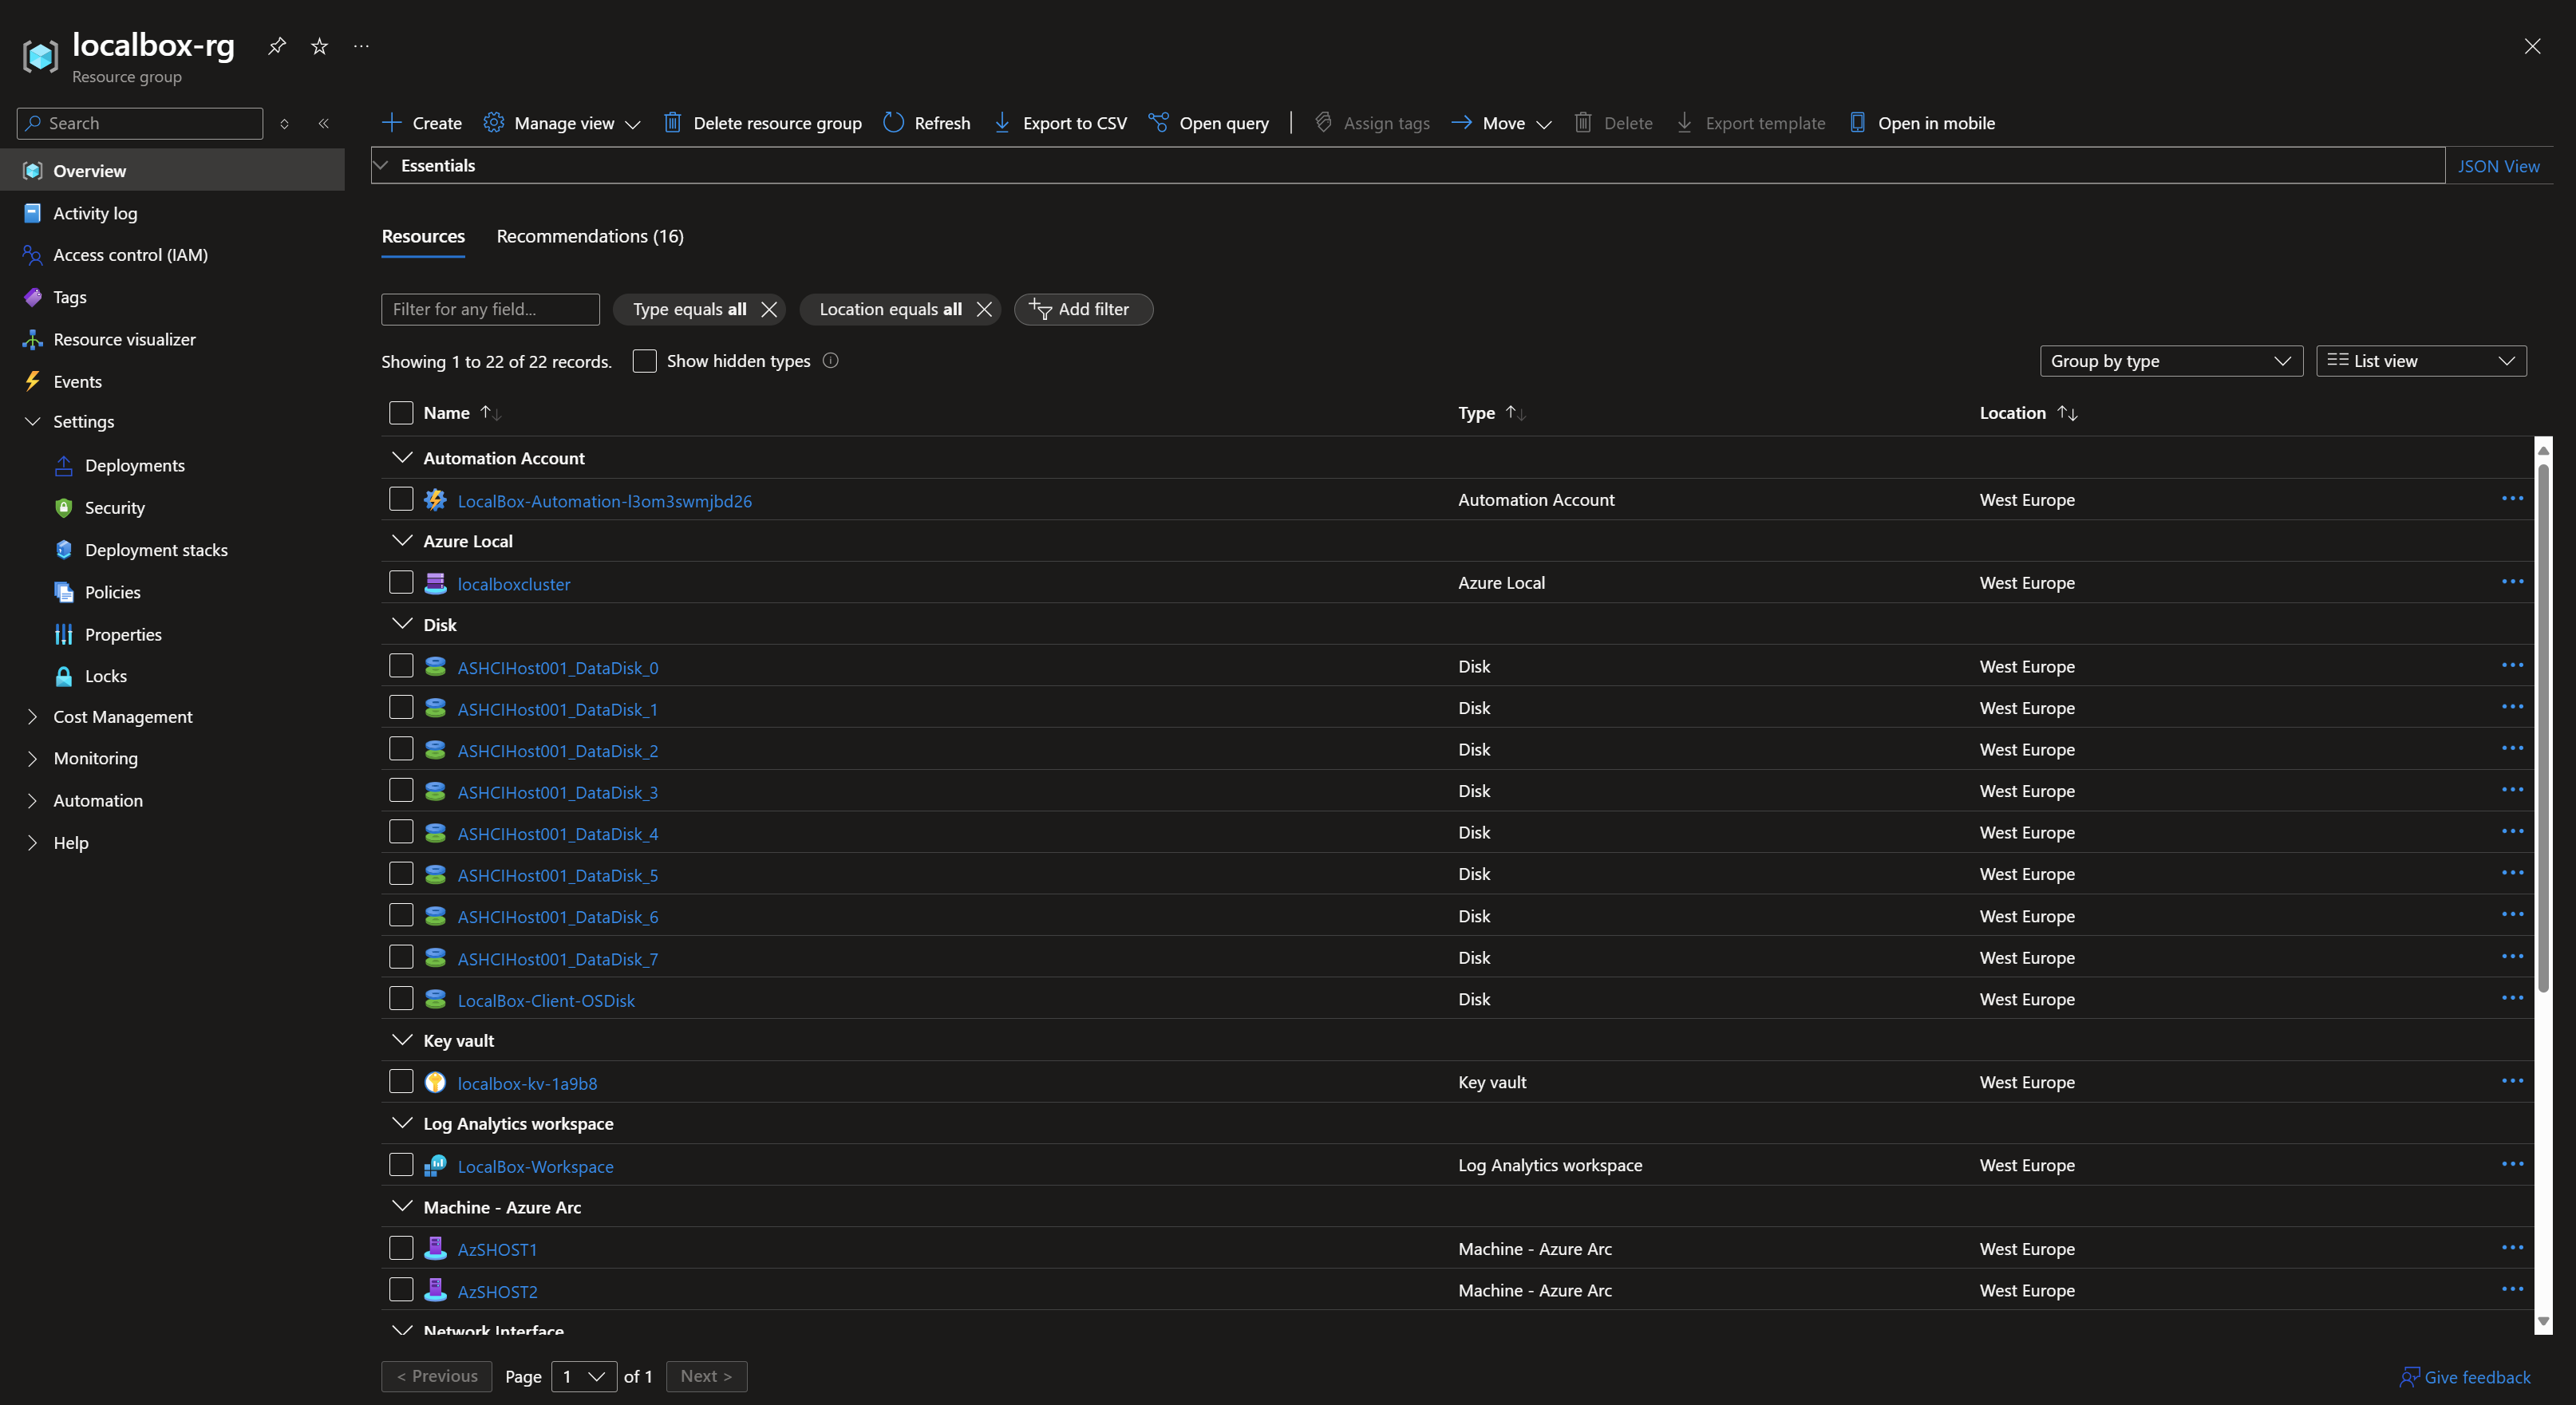 localbox-rg
Resource group
Search
Overview
Activity log
Access control (IAM)
Tags
Resource visualizer
Events
Settings
Deployments
Security
Deployment stacks
Policies
Properties
Locks
Cost Management
Monitoring
Automation
Help
Create Manage view Delete resource group Refresh Export to CSV Open query Assign tags Move Delete Export template Open in mobile
Essentials JSON View
Resources Recommendations (16)
Filter for any field... Type equals all Location equals all Add filter
Showing 1 to 22 of 22 records. Show hidden types Group by type List view
Name Type Location
Automation Account
LocalBox-Automation-l3om3swmjbd26 Automation Account West Europe
Azure Local
localboxcluster Azure Local West Europe
Disk
ASHCIHost001_DataDisk_0 Disk West Europe
ASHCIHost001_DataDisk_1 Disk West Europe
ASHCIHost001_DataDisk_2 Disk West Europe
ASHCIHost001_DataDisk_3 Disk West Europe
ASHCIHost001_DataDisk_4 Disk West Europe
ASHCIHost001_DataDisk_5 Disk West Europe
ASHCIHost001_DataDisk_6 Disk West Europe
ASHCIHost001_DataDisk_7 Disk West Europe
LocalBox-Client-OSDisk Disk West Europe
Key vault
localbox-kv-1a9b8 Key vault West Europe
Log Analytics workspace
LocalBox-Workspace Log Analytics workspace West Europe
Machine - Azure Arc
AzSHOST1 Machine - Azure Arc West Europe
AzSHOST2 Machine - Azure Arc West Europe
Network Interface
< Previous Page 1 of 1 Next >
Give feedback